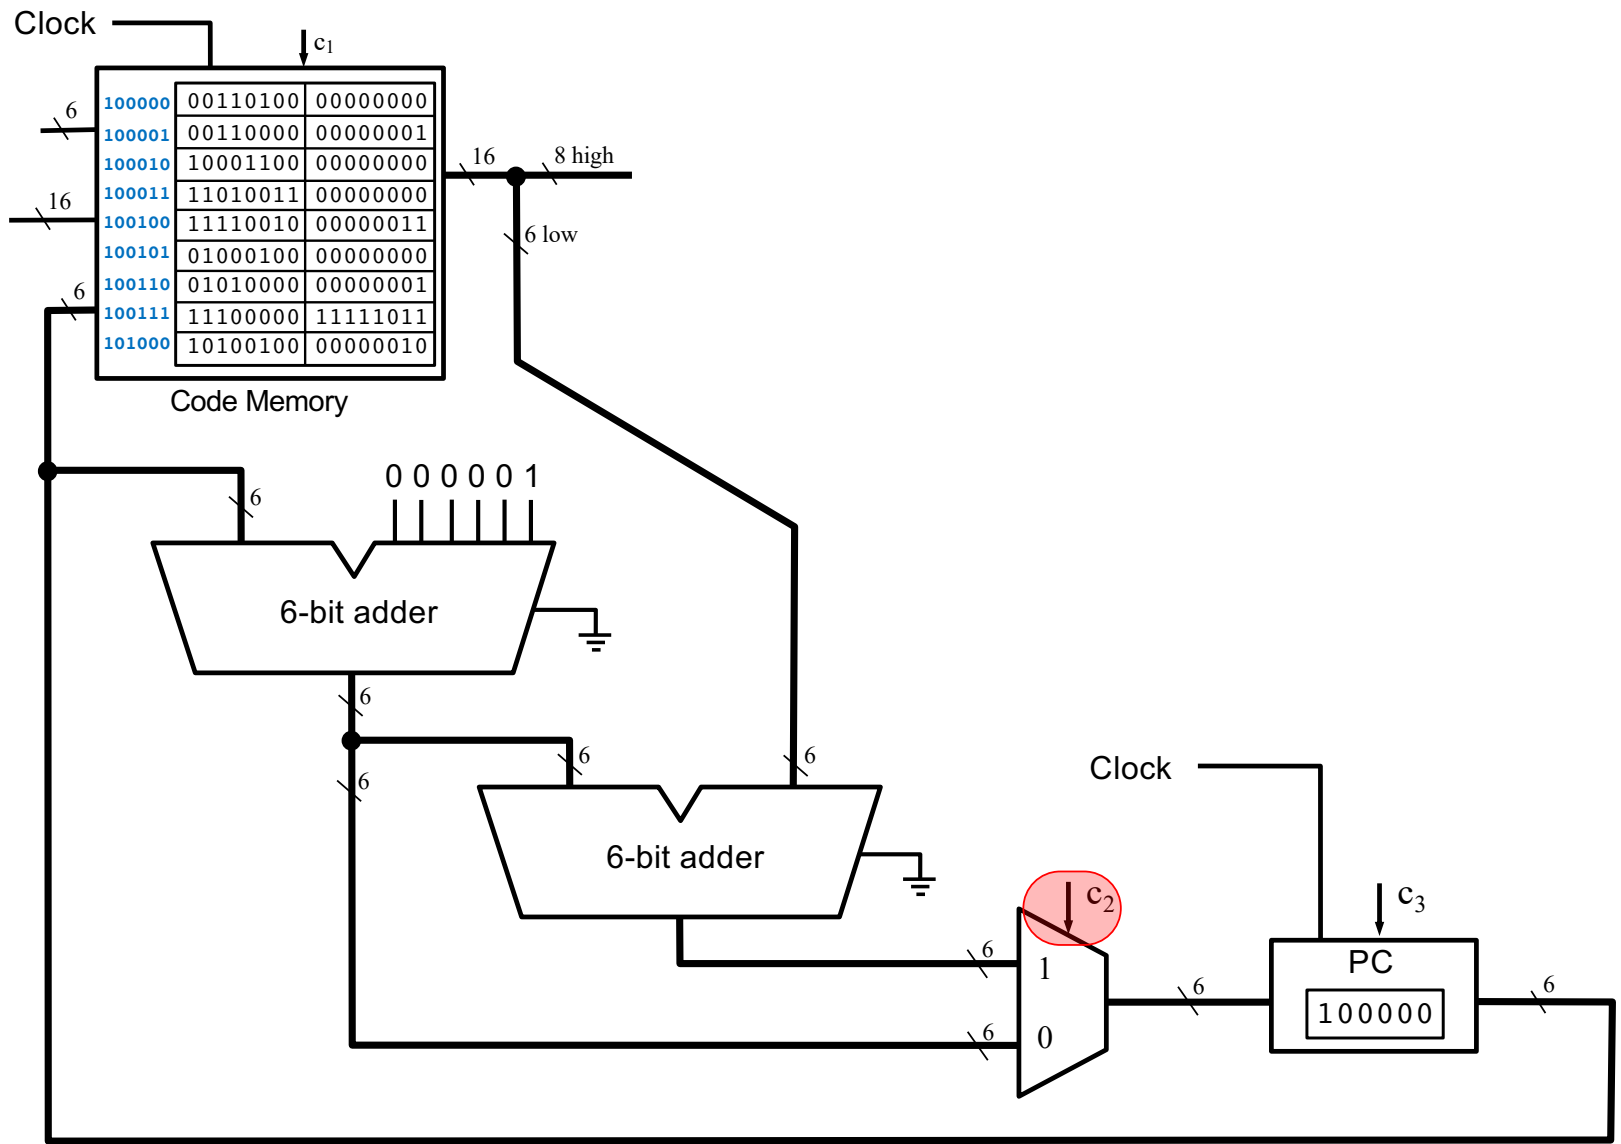 Clock
c1
6
100000 00110100 00000000
100001 00110000 00000001
100010 10001100 00000000
16
8 high
100011 11010011 00000000
16
100100 11110010 00000011
6 low
100101 01000100 00000000
6
100110 01010000 00000001
100111 11100000 11111011
101000 10100100 00000010
Code Memory
0 0 0 0 0 1
6
6-bit adder
6
6
6
6
Clock
6-bit adder
c2
c3
6
1
PC
6
6
100000
6
0